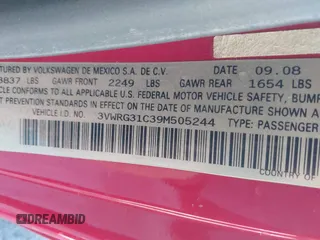 TURED BY VOLKSWAGEN DE MEXICO S.A. DE C.V. DATE 09.08
3837 LBS GAWR FRONT 2249 LBS GAWR REAR 1654 LBS
CLE CONFORMS TO ALL APPLICABLE U.S. FEDERAL MOTOR VEHICLE SAFETY, BUMP
THEFT PREVENTION STANDARDS IN EFFECT ON THE DATE OF MANUFACTURE SHOWN ABOV
VEHICLE I.D. NO. 3VWRG31C39M505244 TYPE: PASSENGER
DREAMBID